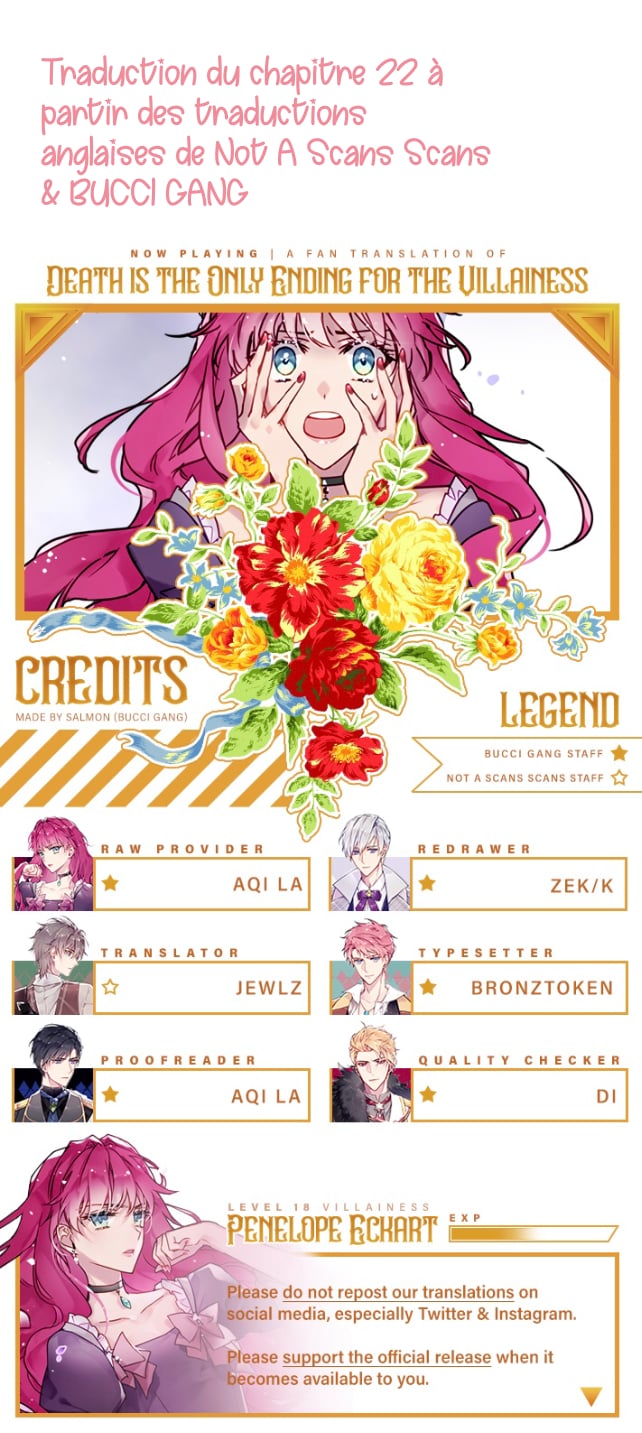 Traduction du chapitre 22 à
partir des traductions
anglaises de Not A Scans Scans
& BUCCI GANG
NOW PLAYING | A FAN TRANSLATION OF
DEATH IS THE ONLY ENDING FOR THE VILLAINESS
CREDITS
MADE BY SALMON (BUCCI GANG)
LEGEND
BUCCI GANG STAFF ★
NOT A SCANS SCANS STAFF ☆
RAW PROVIDER
★ AQI LA
REDRAWER
★ ZEK/K
TRANSLATOR
☆ JEWLZ
TYPESETTER
★ BRONZTOKEN
PROOFREADER
★ AQI LA
QUALITY CHECKER
★ DI
LEVEL 18 VILLAINESS
PENELOPE ECKART
EXP
Please do not repost our translations on
social media, especially Twitter & Instagram.
Please support the official release when it
becomes available to you.